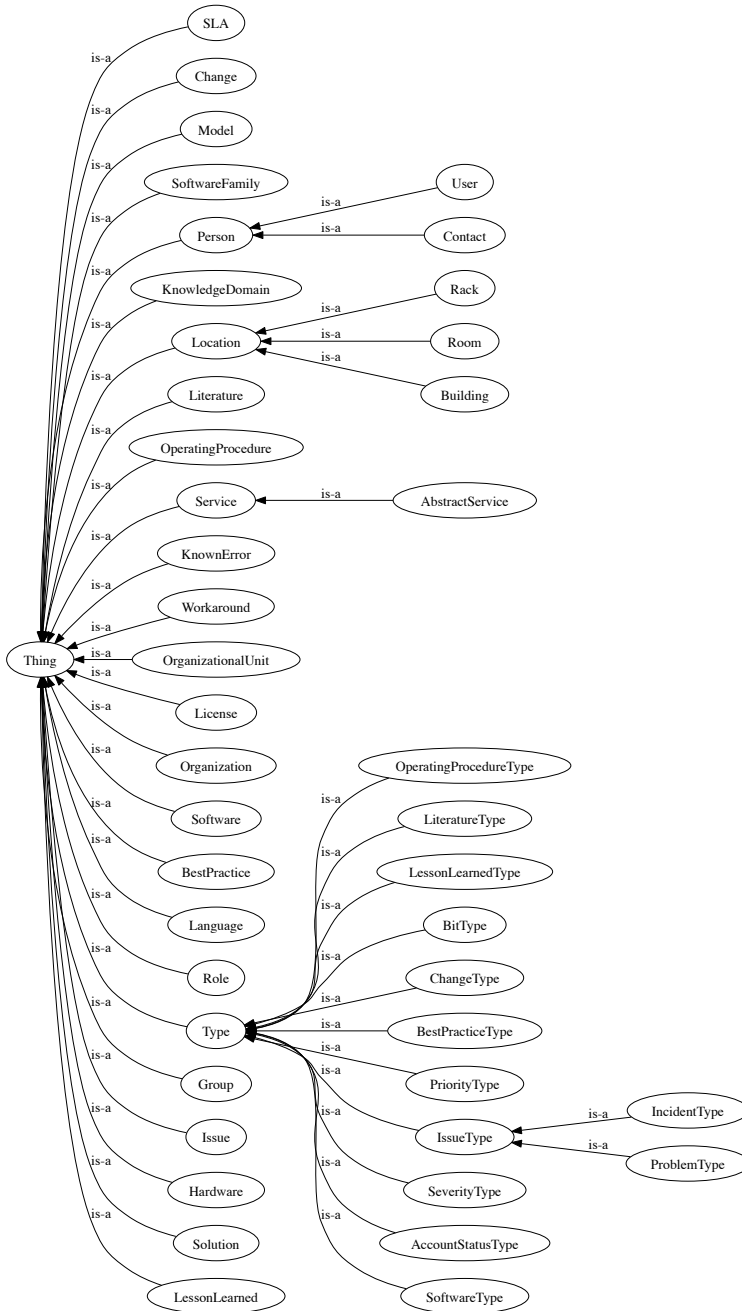 SLA
is-a
Change
is-a
Model
is-a
SoftwareFamily
is-a
User
is-a
Person
is-a
Contact
is-a
is-a
KnowledgeDomain
is-a
Rack
is-a
Location
is-a
Room
is-a
is-a
Building
is-a
Literature
is-a
OperatingProcedure
is-a
Service
is-a
AbstractService
is-a
KnownError
is-a
Workaround
is-a
Thing
is-a
OrganizationalUnit
is-a
License
is-a
Organization
is-a
OperatingProcedureType
is-a
Software
is-a
LiteratureType
is-a
BestPractice
is-a
LessonLearnedType
is-a
Language
is-a
BitType
is-a
Role
is-a
ChangeType
is-a
Type
is-a
BestPracticeType
is-a
Group
is-a
PriorityType
is-a
Issue
is-a
IssueType
is-a
IncidentType
is-a
ProblemType
is-a
Hardware
is-a
SeverityType
is-a
Solution
is-a
AccountStatusType
is-a
LessonLearned
is-a
SoftwareType
is-a